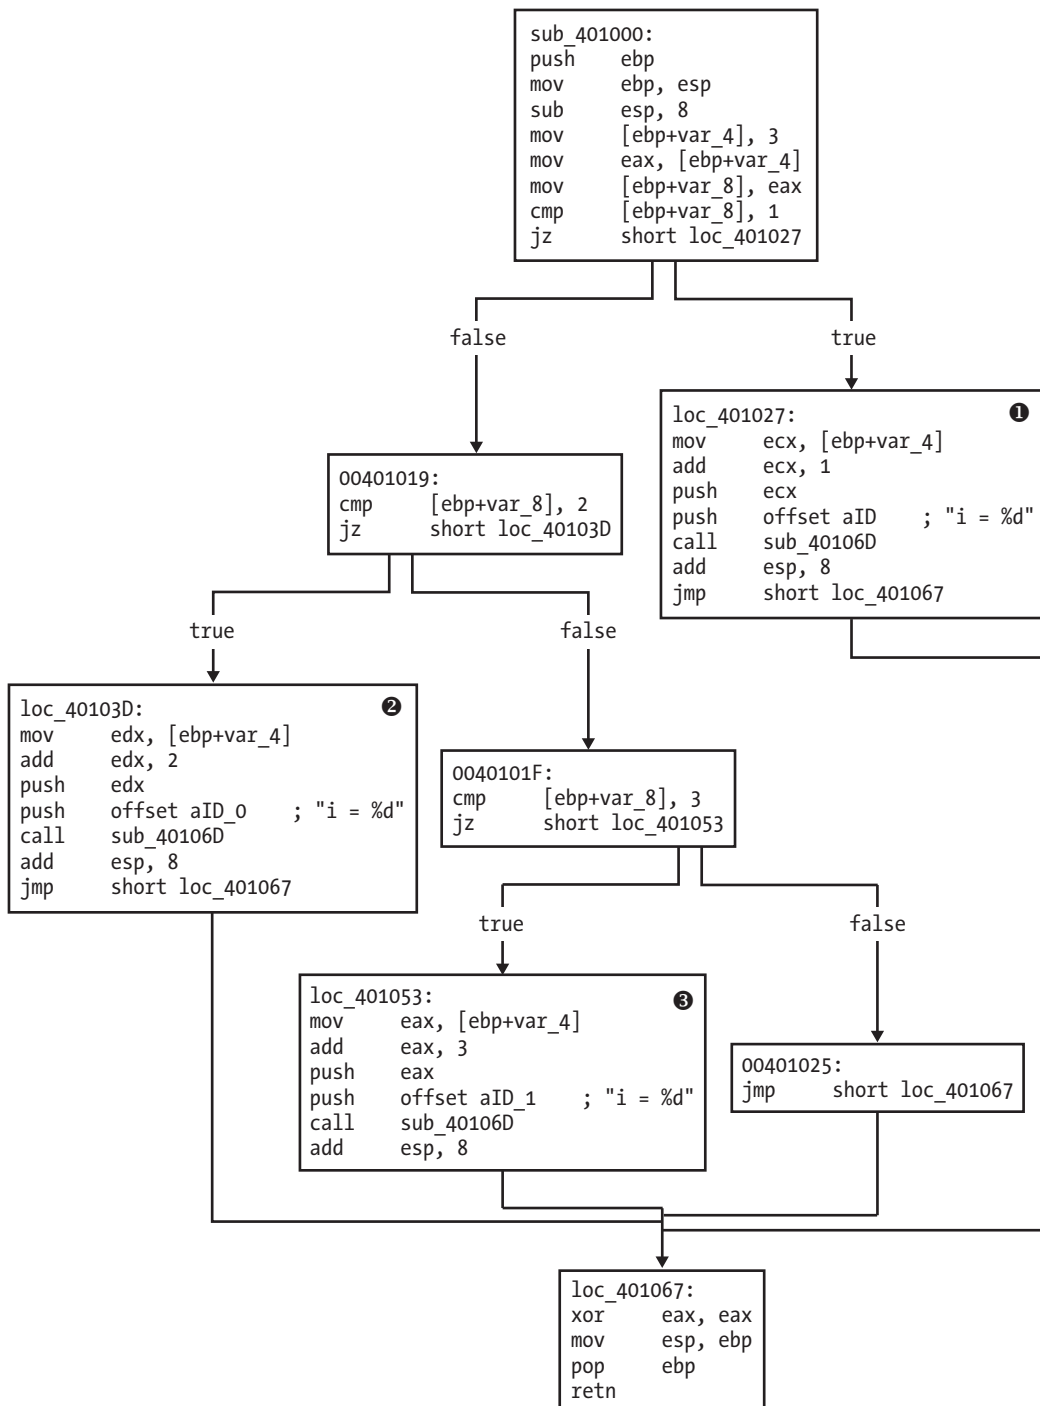 sub_401000:
push ebp
mov ebp, esp
sub esp, 8
mov [ebp+var_4], 3
mov eax, [ebp+var_4]
mov [ebp+var_8], eax
cmp [ebp+var_8], 1
jz short loc_401027
false
true
loc_401027: ❶
mov ecx, [ebp+var_4]
add ecx, 1
push ecx
push offset aID ; "i = %d"
call sub_40106D
add esp, 8
jmp short loc_401067
00401019:
cmp [ebp+var_8], 2
jz short loc_40103D
true
false
loc_40103D: ❷
mov edx, [ebp+var_4]
add edx, 2
push edx
push offset aID_0 ; "i = %d"
call sub_40106D
add esp, 8
jmp short loc_401067
0040101F:
cmp [ebp+var_8], 3
jz short loc_401053
true
false
loc_401053: ❸
mov eax, [ebp+var_4]
add eax, 3
push eax
push offset aID_1 ; "i = %d"
call sub_40106D
add esp, 8
00401025:
jmp short loc_401067
loc_401067:
xor eax, eax
mov esp, ebp
pop ebp
retn